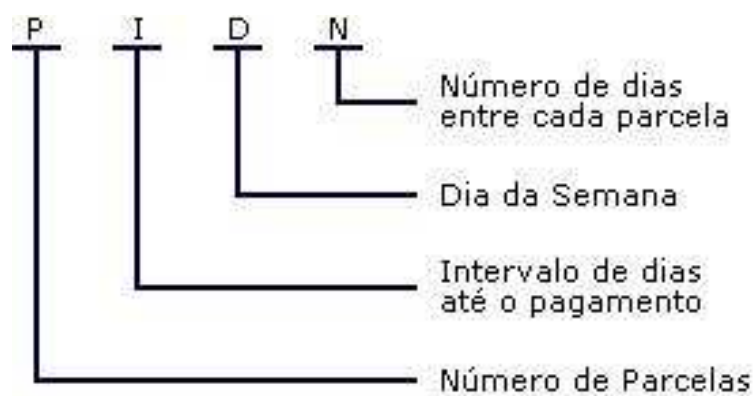 P I D N
Número de dias
entre cada parcela
Dia da Semana
Intervalo de dias
até o pagamento
Número de Parcelas